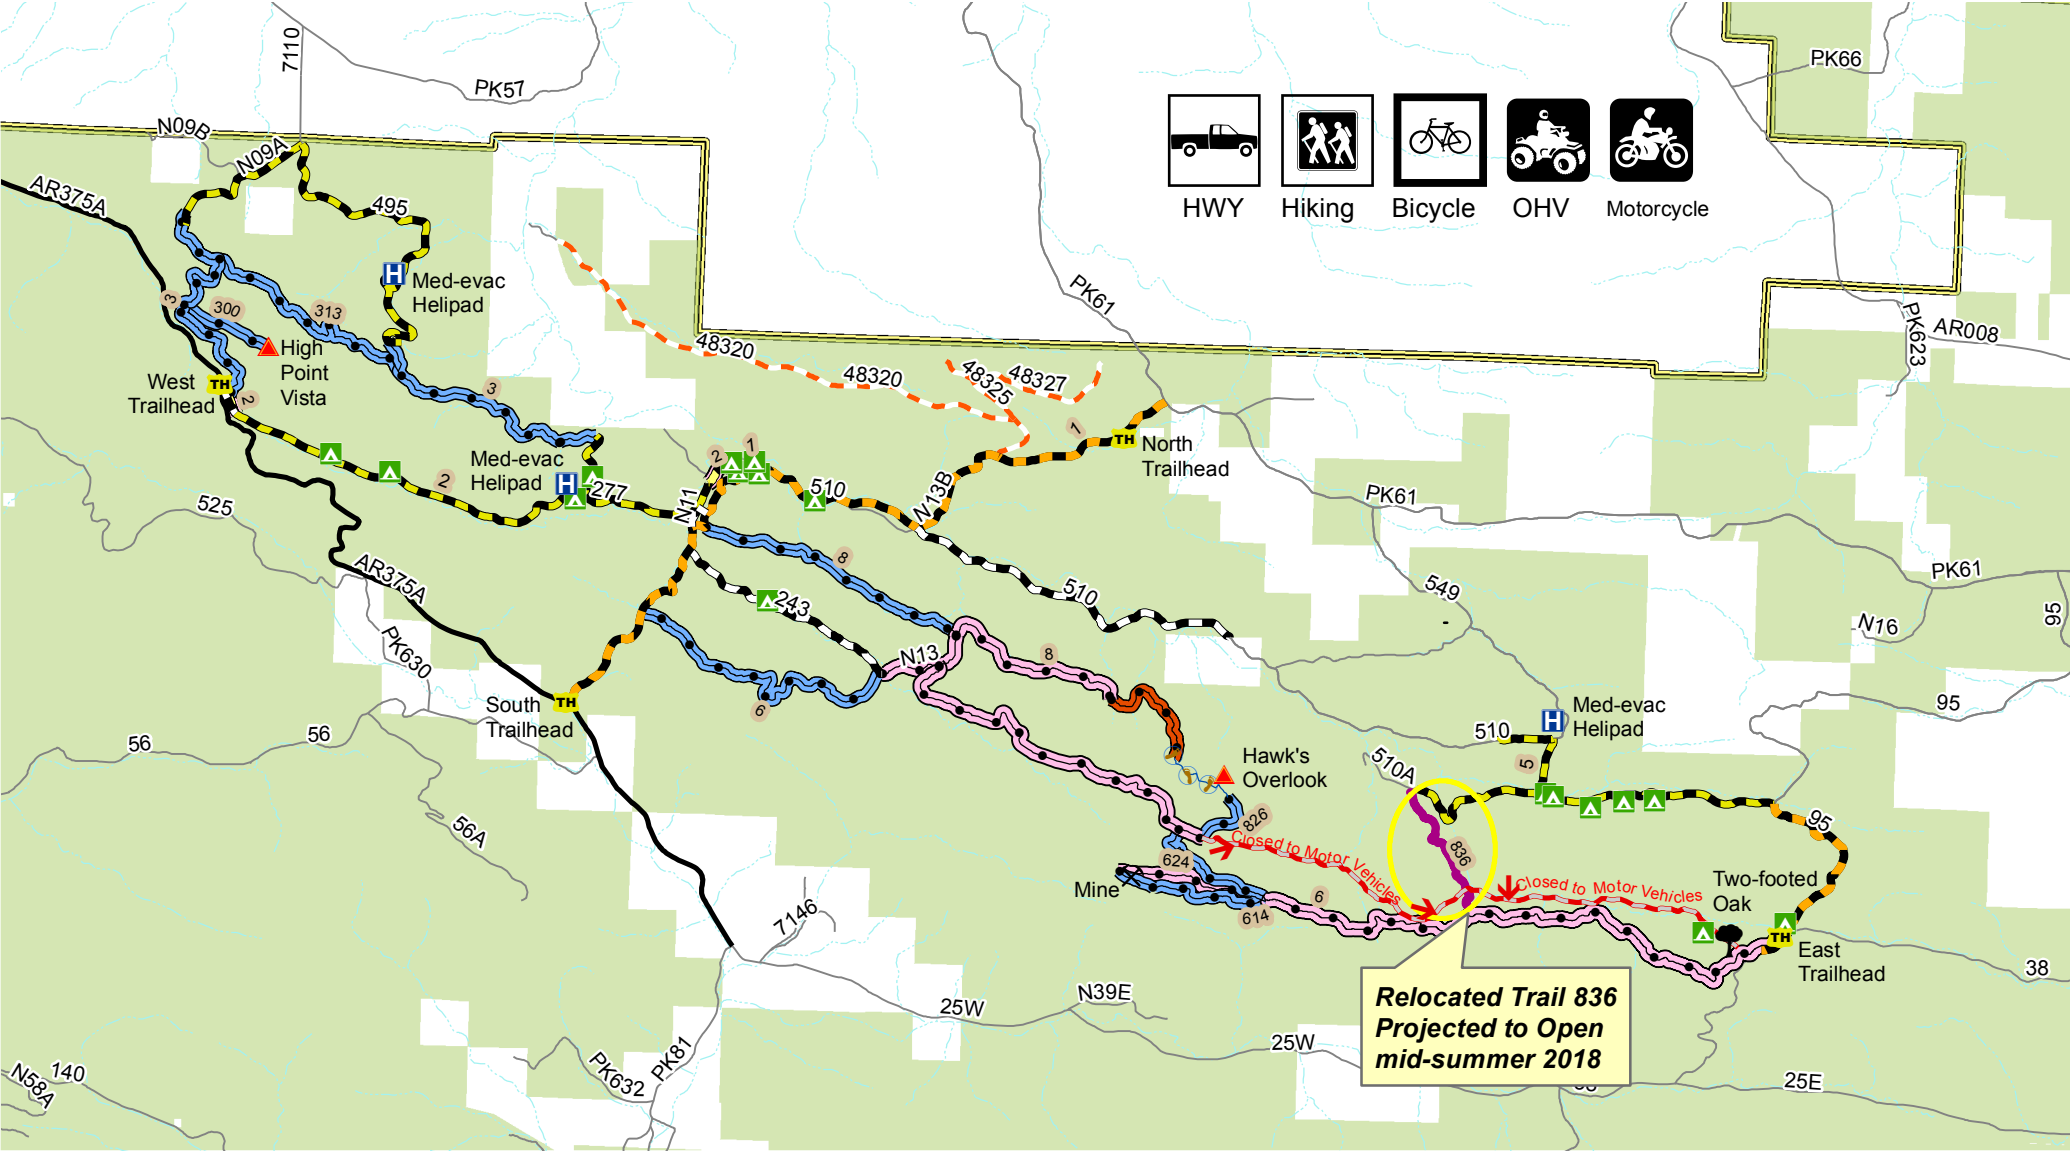 7110
PK57
PK66
N09B
N09A
HWY
Hiking
Bicycle
OHV
Motorcycle
AR375A
495
H
Med-evac
Helipad
3
300
313
PK61
PK623
AR008
High
Point
Vista
48320
48320
48325
48327
West
Trailhead
TH
2
3
1
TH
North
Trailhead
Med-evac
Helipad
H
2
277
2
1
510
N11
N13B
PK61
525
8
AR375A
243
510
549
PK61
95
N16
PK630
N13
8
6
South
Trailhead
TH
56
56
95
H
Med-evac
Helipad
510
5
510A
Hawk's
Overlook
826
Closed to Motor Vehicles
836
95
56A
624
Mine
614
6
Closed to Motor Vehicles
Two-footed
Oak
TH
East
Trailhead
7146
38
25W
N39E
Relocated Trail 836
Projected to Open
mid-summer 2018
25W
25E
PK81
PK632
140
N58A